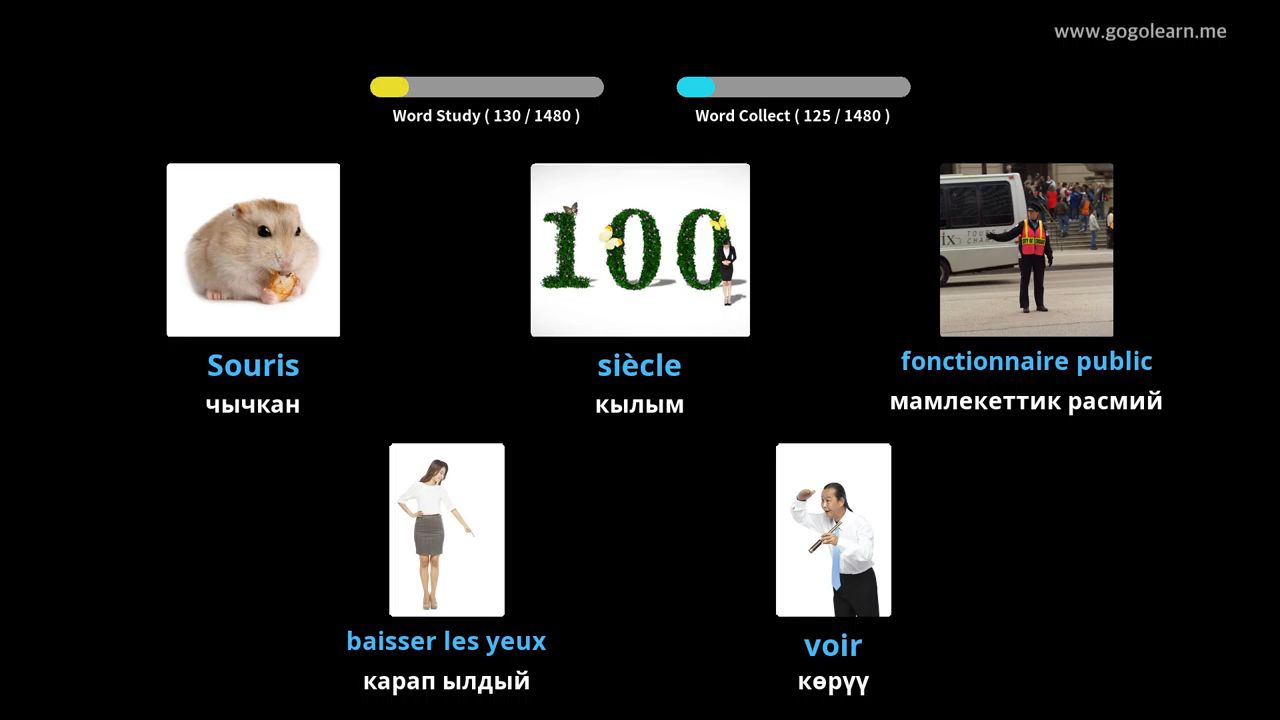 www.gogolearn.me
Word Study ( 130 / 1480 )
Word Collect ( 125 / 1480 )
Souris
чычкан
siècle
кылым
fonctionnaire public
мамлекеттик расмий
baisser les yeux
карап ылдый
voir
көрүү